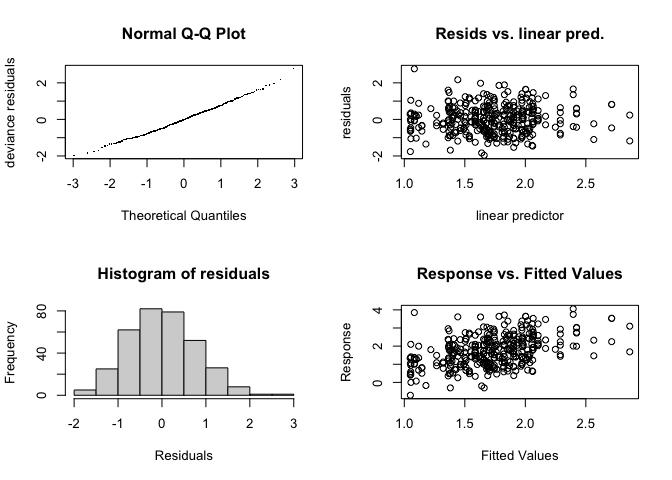 Normal Q-Q Plot
deviance residuals
-2 0 2
-3 -2 -1 0 1 2 3
Theoretical Quantiles
Resids vs. linear pred.
residuals
-2 0 2
1.0 1.5 2.0 2.5
linear predictor
Histogram of residuals
Frequency
0 40 80
-2 -1 0 1 2 3
Residuals
Response vs. Fitted Values
Response
0 2 4
1.0 1.5 2.0 2.5
Fitted Values